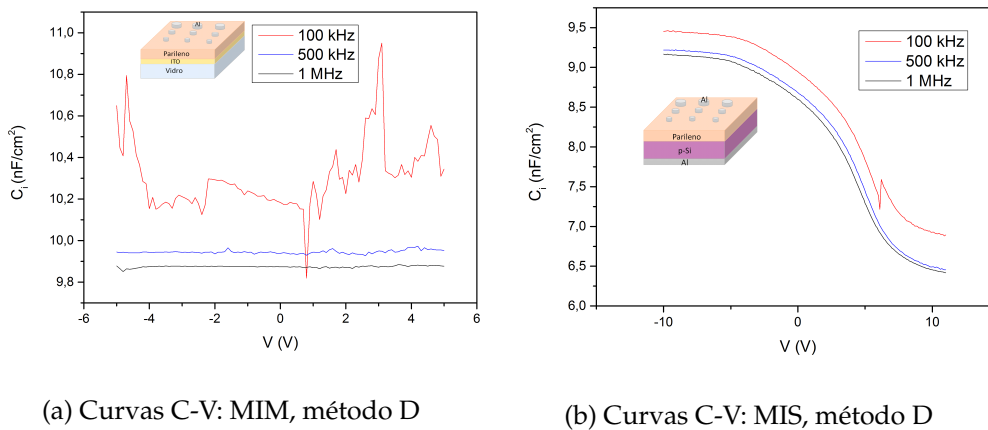 11,0
10,8
10,6
10,4
10,2
10,0
9,8
C_i (nF/cm²)
-6 -4 -2 0 2 4 6
V (V)
100 kHz
500 kHz
1 MHz
Al
Parileno
ITO
Vidro
(a) Curvas C-V: MIM, método D
9,5
9,0
8,5
8,0
7,5
7,0
6,5
6,0
C_i (nF/cm²)
-10 0 10
V (V)
100 kHz
500 kHz
1 MHz
Al
Parileno
p-Si
Al
(b) Curvas C-V: MIS, método D